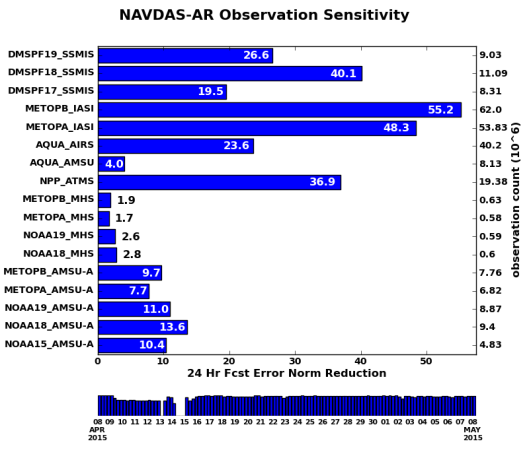 NAVDAS-AR Observation Sensitivity
DMSPF19_SSMIS 26.6 9.03
DMSPF18_SSMIS 40.1 11.09
DMSPF17_SSMIS 19.5 8.31
METOPB_IASI 55.2 62.0
METOPA_IASI 48.3 53.83
AQUA_AIRS 23.6 40.2
AQUA_AMSU 4.0 8.13
NPP_ATMS 36.9 19.38
METOPB_MHS 1.9 0.63
METOPA_MHS 1.7 0.58
NOAA19_MHS 2.6 0.59
NOAA18_MHS 2.8 0.6
METOPB_AMSU-A 9.7 7.76
METOPA_AMSU-A 7.7 6.82
NOAA19_AMSU-A 11.0 8.87
NOAA18_AMSU-A 13.6 9.4
NOAA15_AMSU-A 10.4 4.83
observation count (10^6)
0 10 20 30 40 50
24 Hr Fcst Error Norm Reduction
08 09 10 11 12 13 14 15 16 17 18 19 20 21 22 23 24 25 26 27 28 29 30 01 02 03 04 05 06 07 08
APR MAY
2015 2015